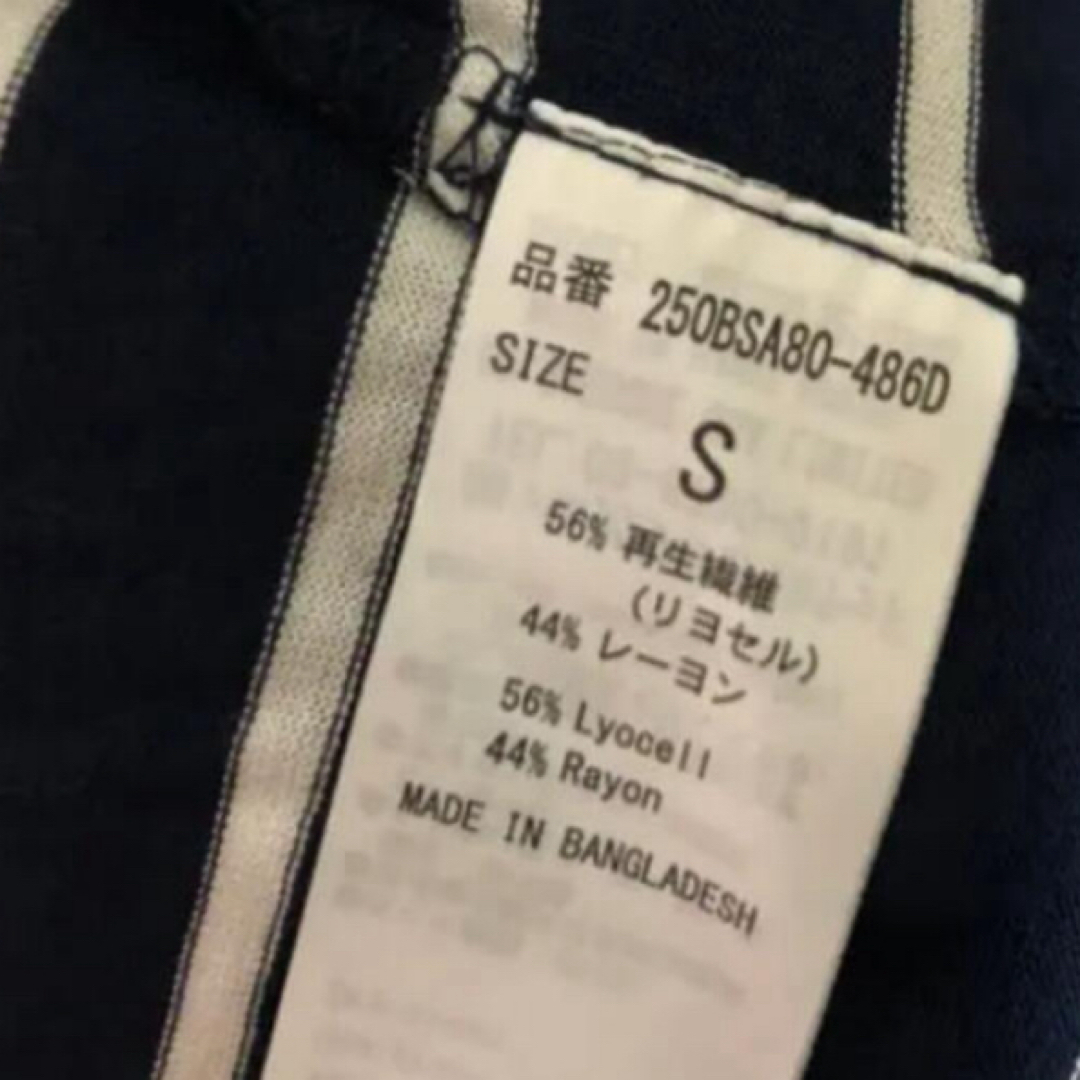 品番 250BSA80-486D
SIZE
S
56% 再生繊維
(リヨセル)
44% レーヨン
56% Lyocell
44% Rayon
MADE IN BANGLADESH